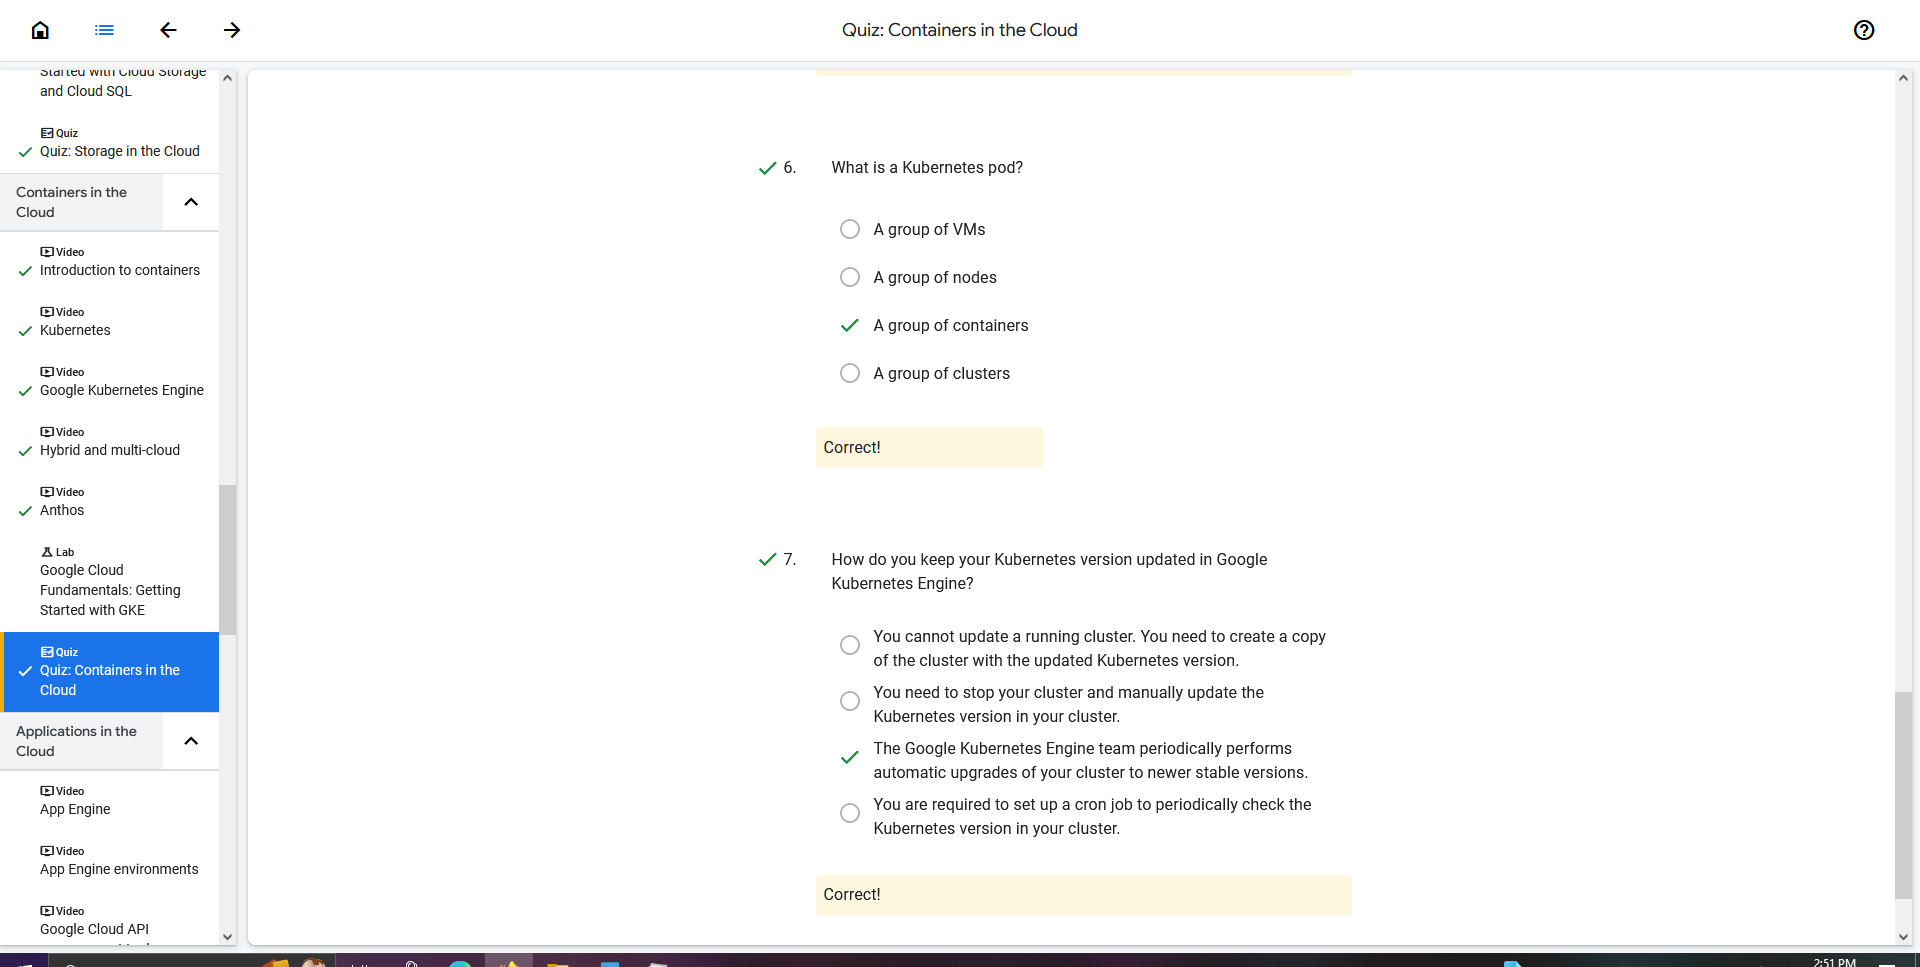 Quiz: Containers in the Cloud
Started with Cloud Storage
and Cloud SQL
Quiz
Quiz: Storage in the Cloud
Containers in the
Cloud
Video
Introduction to containers
Video
Kubernetes
Video
Google Kubernetes Engine
Video
Hybrid and multi-cloud
Video
Anthos
Lab
Google Cloud
Fundamentals: Getting
Started with GKE
Quiz
Quiz: Containers in the
Cloud
Applications in the
Cloud
Video
App Engine
Video
App Engine environments
Video
Google Cloud API
6. What is a Kubernetes pod?
A group of VMs
A group of nodes
A group of containers
A group of clusters
Correct!
7. How do you keep your Kubernetes version updated in Google
Kubernetes Engine?
You cannot update a running cluster. You need to create a copy
of the cluster with the updated Kubernetes version.
You need to stop your cluster and manually update the
Kubernetes version in your cluster.
The Google Kubernetes Engine team periodically performs
automatic upgrades of your cluster to newer stable versions.
You are required to set up a cron job to periodically check the
Kubernetes version in your cluster.
Correct!
2:51 PM